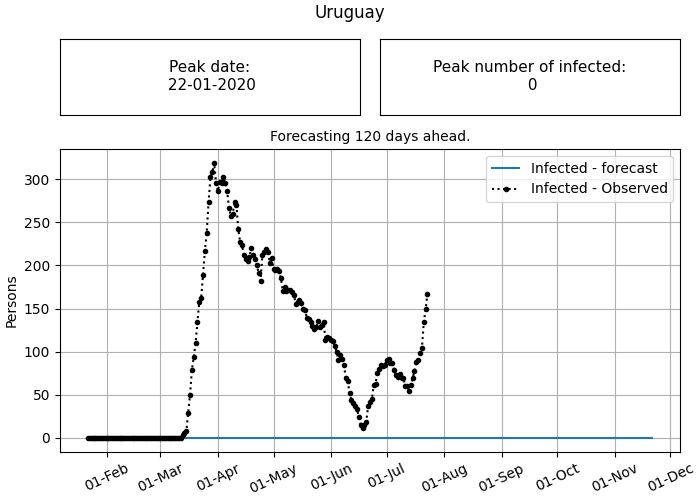 Uruguay
Peak date:
22-01-2020
Peak number of infected:
0
Forecasting 120 days ahead.
Infected - forecast
Infected - Observed
Persons
300
250
200
150
100
50
0
01-Feb
01-Mar
01-Apr
01-May
01-Jun
01-Jul
01-Aug
01-Sep
01-Oct
01-Nov
01-Dec